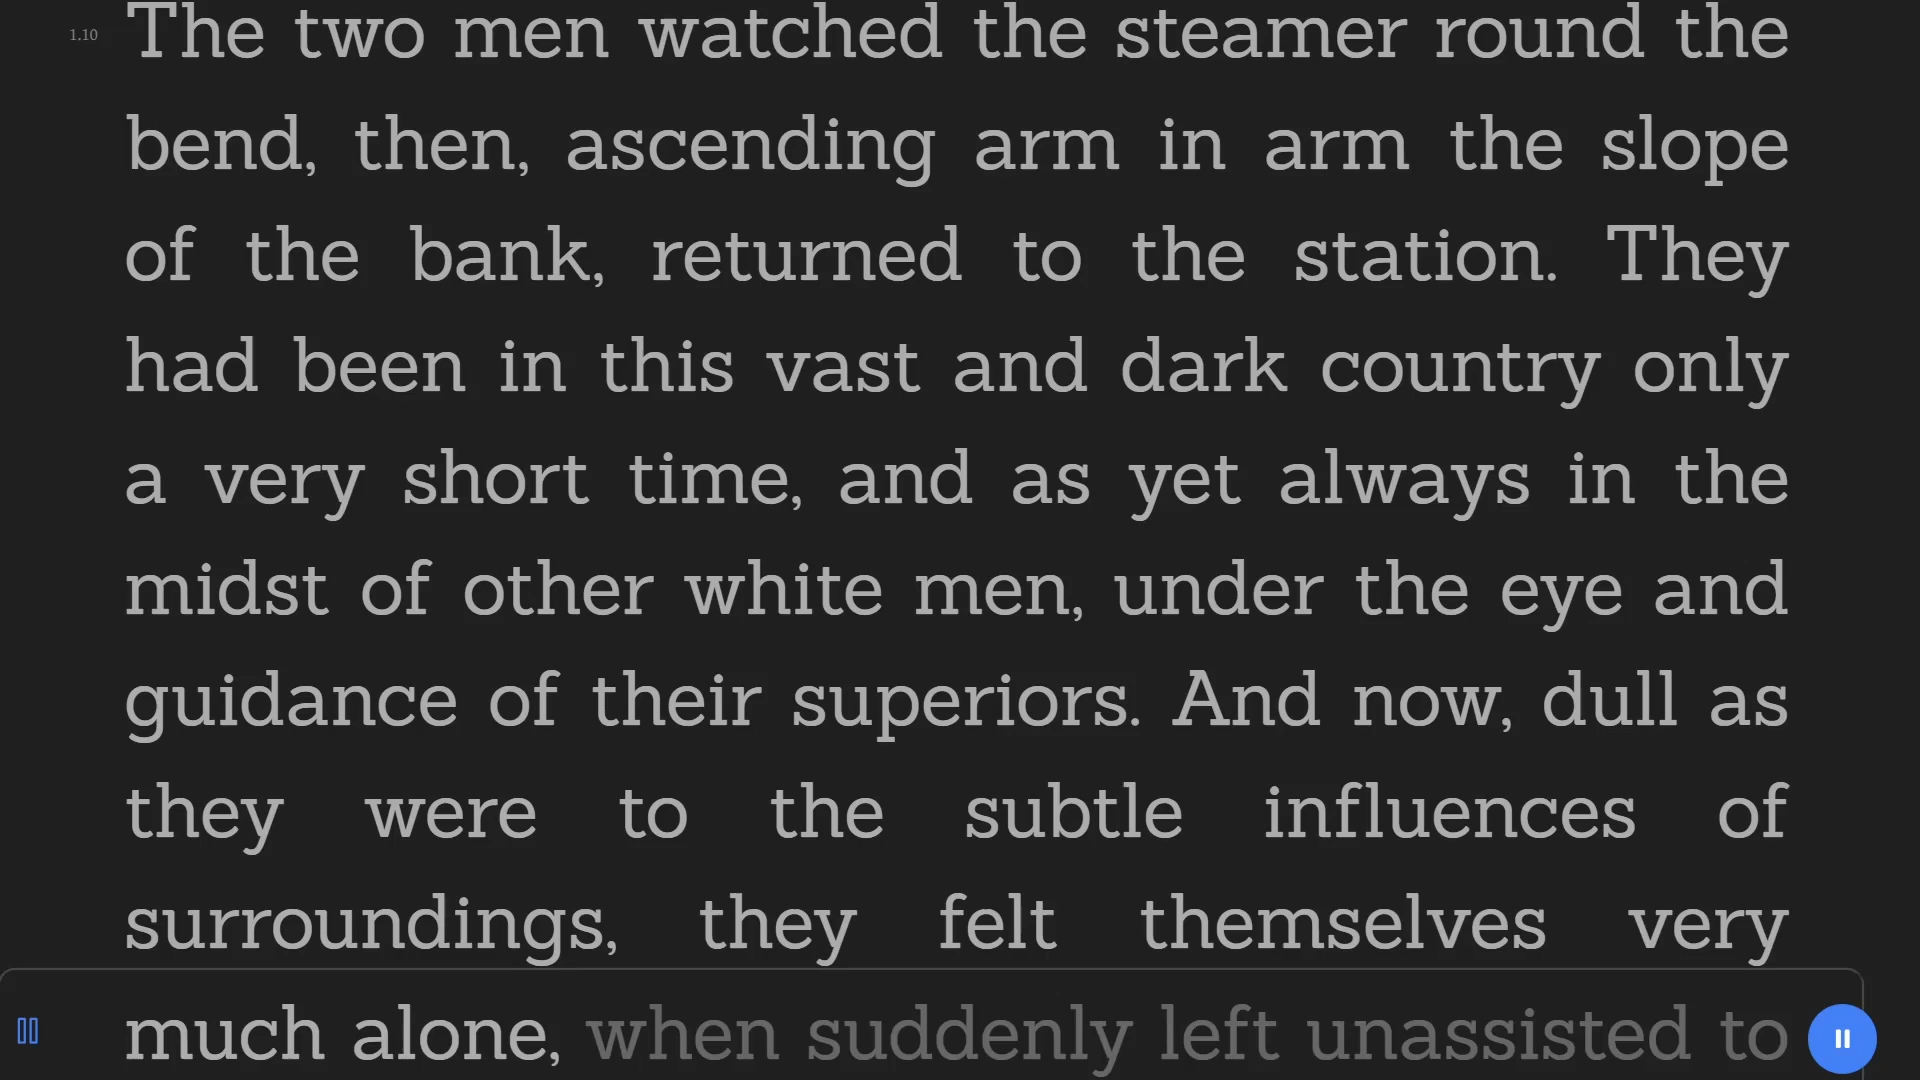 1.10
The two men watched the steamer round the
bend, then, ascending arm in arm the slope
of the bank, returned to the station. They
had been in this vast and dark country only
a very short time, and as yet always in the
midst of other white men, under the eye and
guidance of their superiors. And now, dull as
they were to the subtle influences of
surroundings, they felt themselves very
much alone, when suddenly left unassisted to